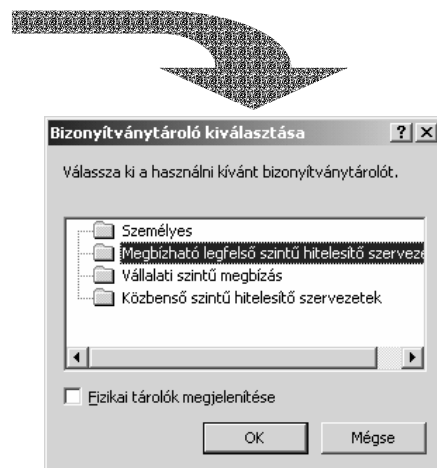 Bizonyítványtároló kiválasztása
Válassza ki a használni kívánt bizonyítványtárolót.
Személyes
Megbízható legfelső szintű hitelesítő szerveze
Vállalati szintű megbízás
Közbenső szintű hitelesítő szervezetek
Fizikai tárolók megjelenítése
OK Mégse